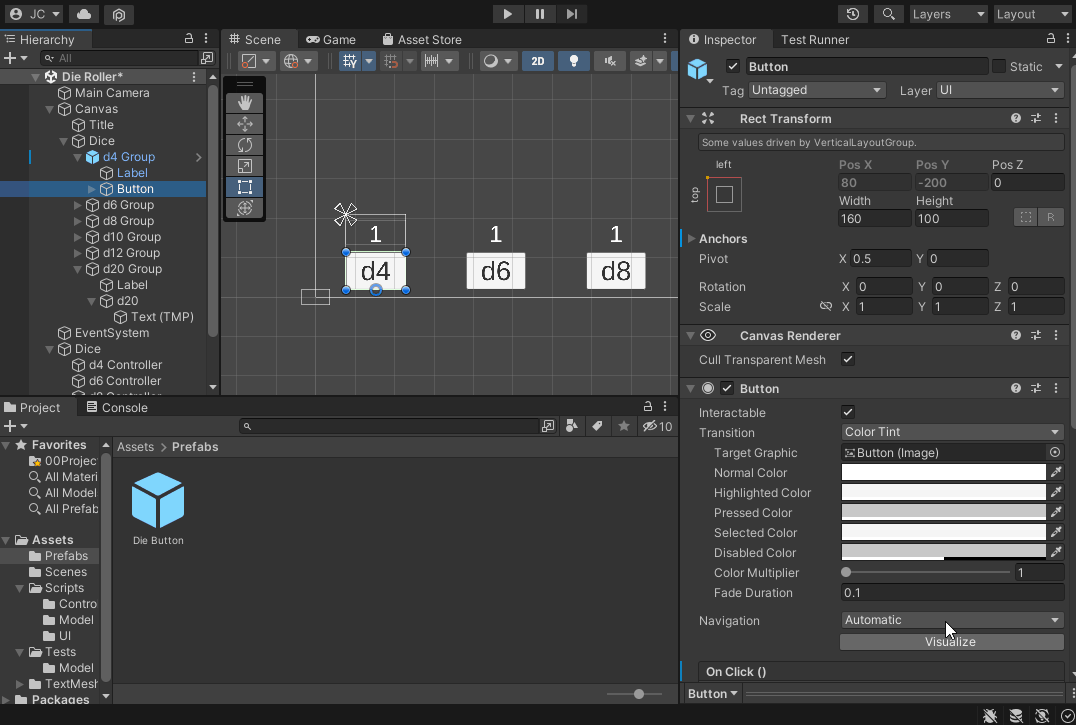 JC
Layers
Layout
Hierarchy
All
Die Roller*
Main Camera
Canvas
Title
Dice
d4 Group
Label
Button
d6 Group
d8 Group
d10 Group
d12 Group
d20 Group
Label
d20
Text (TMP)
EventSystem
Dice
d4 Controller
d6 Controller
Scene
Game
Asset Store
2D
1
1
1
d4
d6
d8
Project
Console
10
Favorites
00Projec
All Materi
All Model
All Prefab
Assets
Prefabs
Scenes
Scripts
Contro
Model
UI
Tests
Model
TextMesh
Packages
Assets > Prefabs
Die Button
Inspector
Test Runner
Button
Static
Tag Untagged Layer UI
Rect Transform
Some values driven by VerticalLayoutGroup.
left
top
Pos X Pos Y Pos Z
80 -200 0
Width Height
160 100
R
Anchors
Pivot X 0.5 Y 0
Rotation X 0 Y 0 Z 0
Scale X 1 Y 1 Z 1
Canvas Renderer
Cull Transparent Mesh
Button
Interactable
Transition Color Tint
Target Graphic Button (Image)
Normal Color
Highlighted Color
Pressed Color
Selected Color
Disabled Color
Color Multiplier 1
Fade Duration 0.1
Navigation Automatic
Visualize
On Click ()
Button